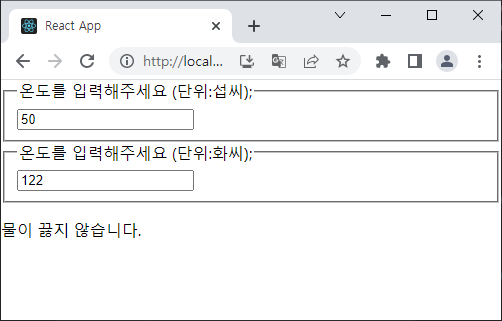 React App
http://local...
온도를 입력해주세요 (단위:섭씨);
50
온도를 입력해주세요 (단위:화씨);
122
물이 끓지 않습니다.